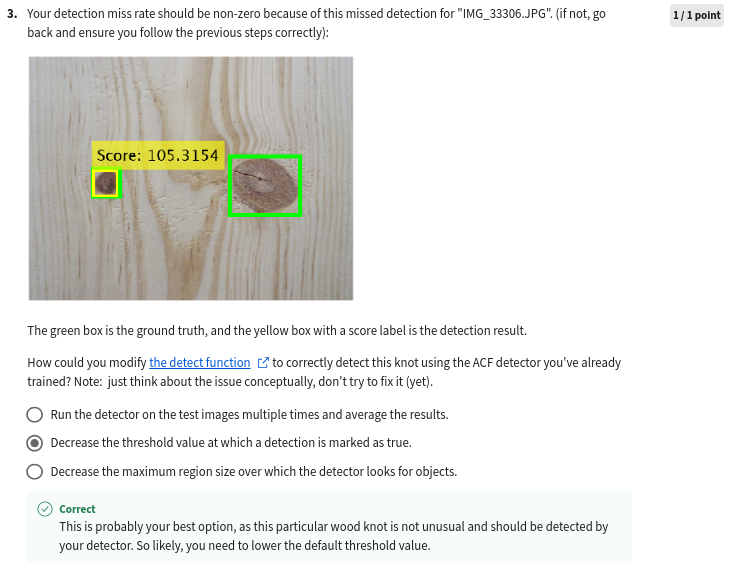 3. Your detection miss rate should be non-zero because of this missed detection for "IMG_33306.JPG". (if not, go
back and ensure you follow the previous steps correctly):
1 / 1 point
Score: 105.3154
The green box is the ground truth, and the yellow box with a score label is the detection result.
How could you modify the detect function to correctly detect this knot using the ACF detector you've already
trained? Note: just think about the issue conceptually, don't try to fix it (yet).
Run the detector on the test images multiple times and average the results.
Decrease the threshold value at which a detection is marked as true.
Decrease the maximum region size over which the detector looks for objects.
Correct
This is probably your best option, as this particular wood knot is not unusual and should be detected by
your detector. So likely, you need to lower the default threshold value.